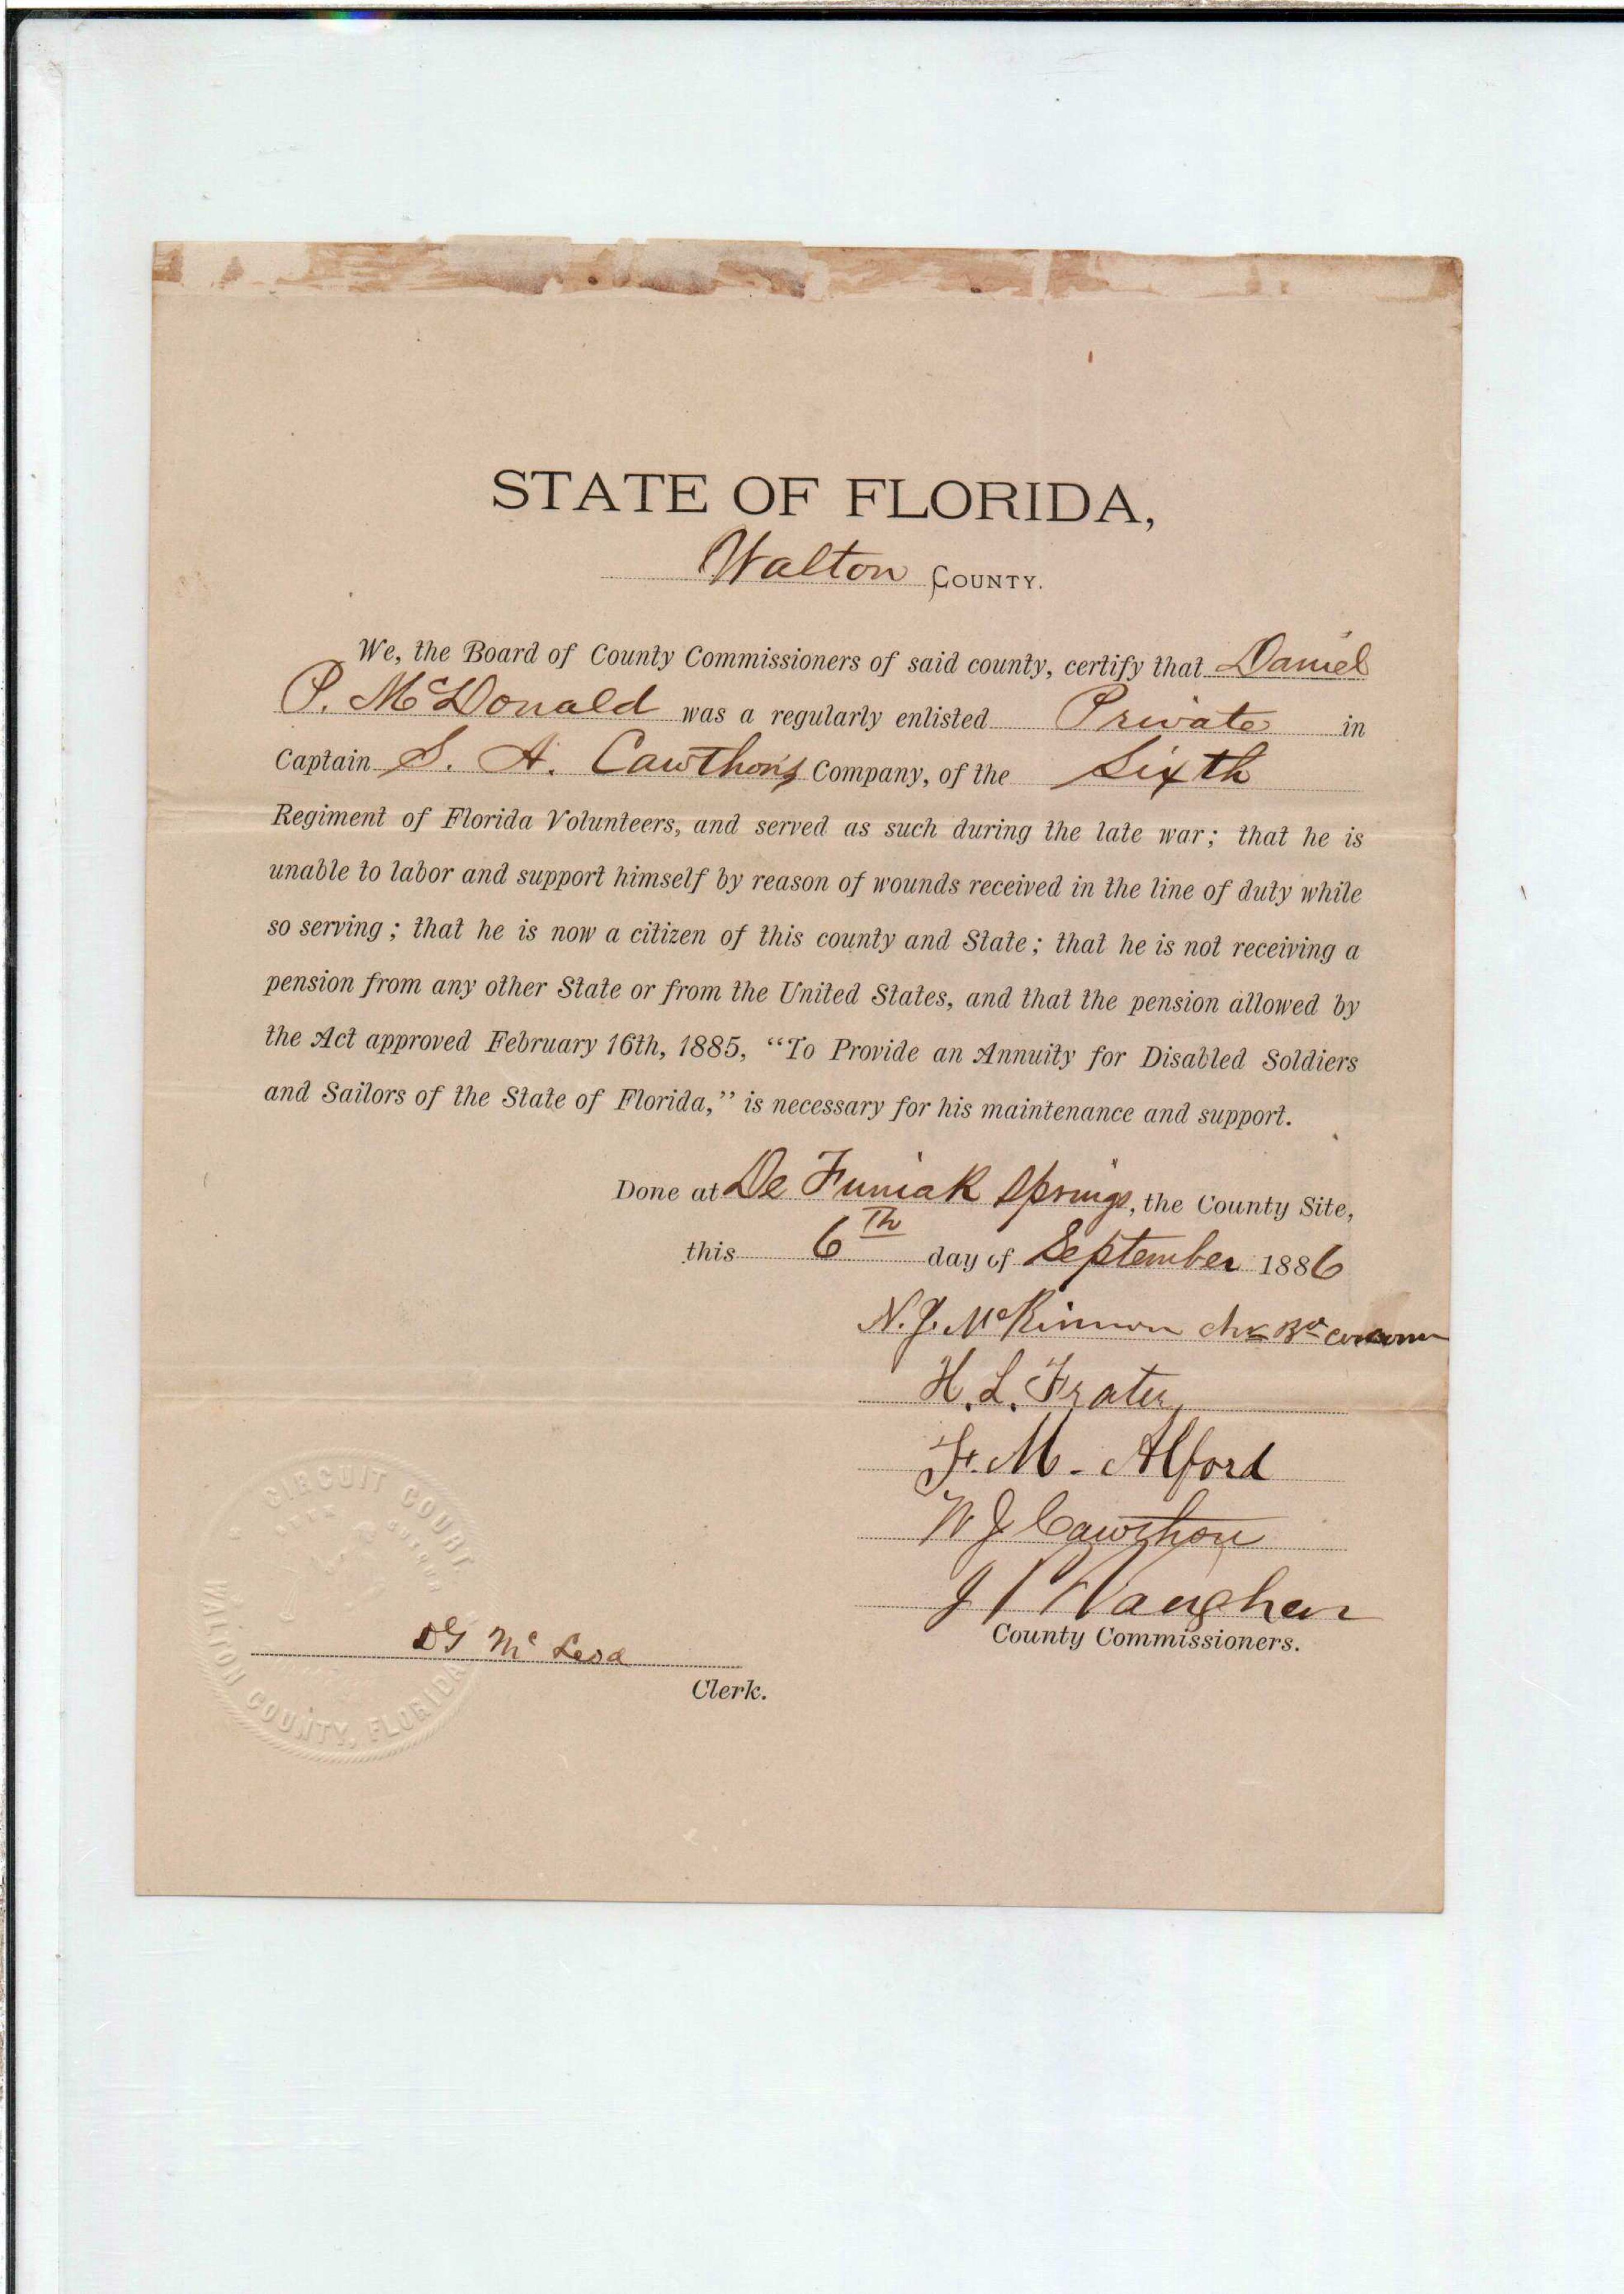 STATE OF FLORIDA,
Walton COUNTY.
We, the Board of County Commissioners of said county, certify that Daniel
P. McDonald was a regularly enlisted Private in
Captain S. A. Cawthon's Company, of the Sixth
Regiment of Florida Volunteers, and served as such during the late war; that he is
unable to labor and support himself by reason of wounds received in the line of duty while
so serving; that he is now a citizen of this county and State; that he is not receiving a
pension from any other State or from the United States, and that the pension allowed by
the Act approved February 16th, 1885, "To Provide an Annuity for Disabled Soldiers
and Sailors of the State of Florida," is necessary for his maintenance and support.
Done at De Funiak Springs, the County Site,
this 6th day of September 1886
N. J. McKinnon
H. L. Frater
F. M. Alford
W J Cawthon
J P Vaughan
County Commissioners.
CIRCUIT COURT
WALTON COUNTY, FLORIDA
McLeod
Clerk.